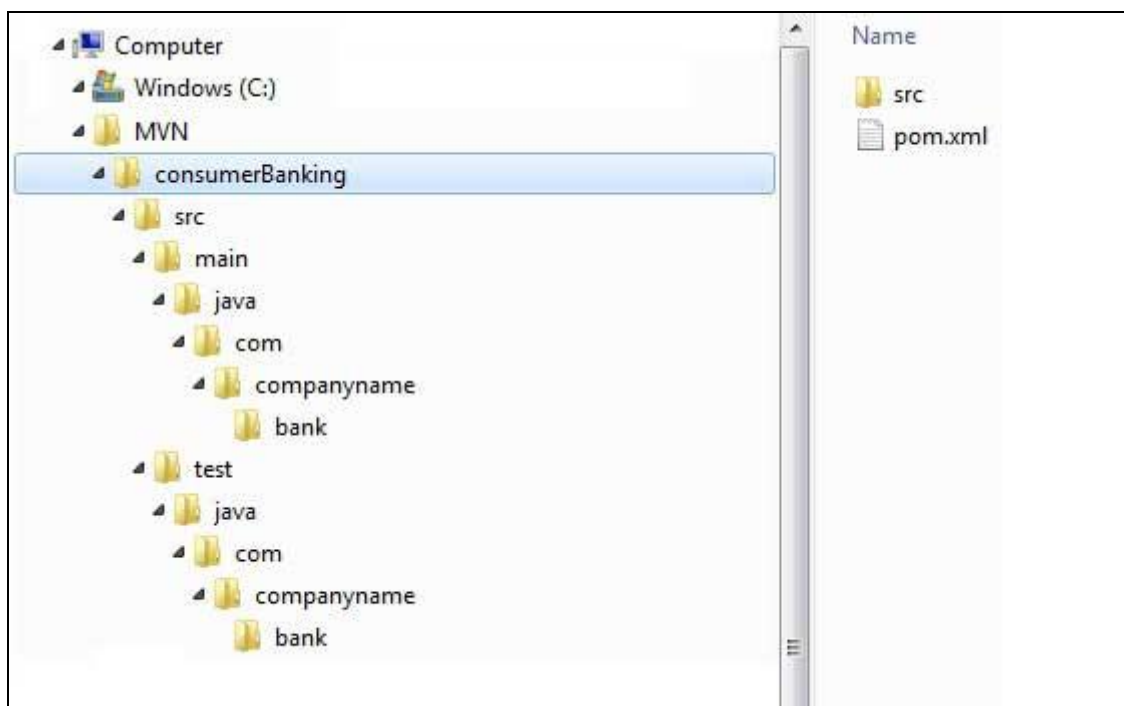 Computer
Windows (C:)
MVN
consumerBanking
src
main
java
com
companyname
bank
test
java
com
companyname
bank
Name
src
pom.xml